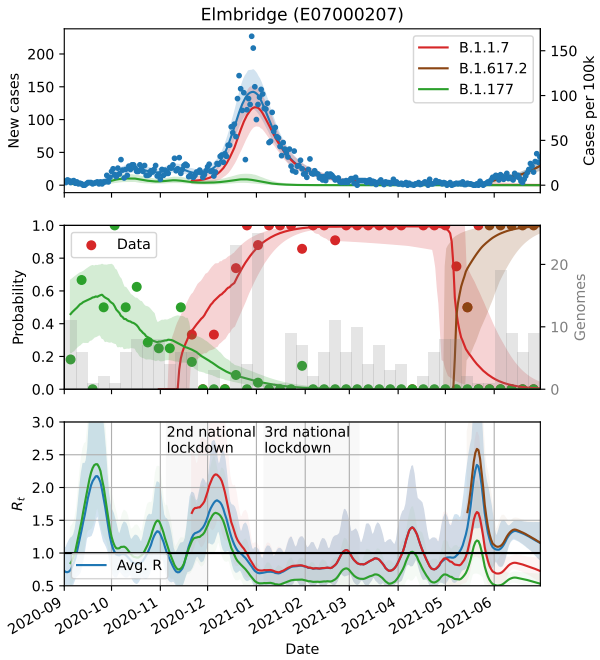 Elmbridge (E07000207)
New cases
200
150
100
50
0
B.1.1.7
B.1.617.2
B.1.177
150
100
50
0
Cases per 100k
Probability
1.0
0.8
0.6
0.4
0.2
0.0
Data
20
10
0
Genomes
R_t
3.0
2.5
2.0
1.5
1.0
0.5
2nd national
lockdown
3rd national
lockdown
Avg. R
2020-09
2020-10
2020-11
2020-12
2021-01
2021-02
2021-03
2021-04
2021-05
2021-06
Date